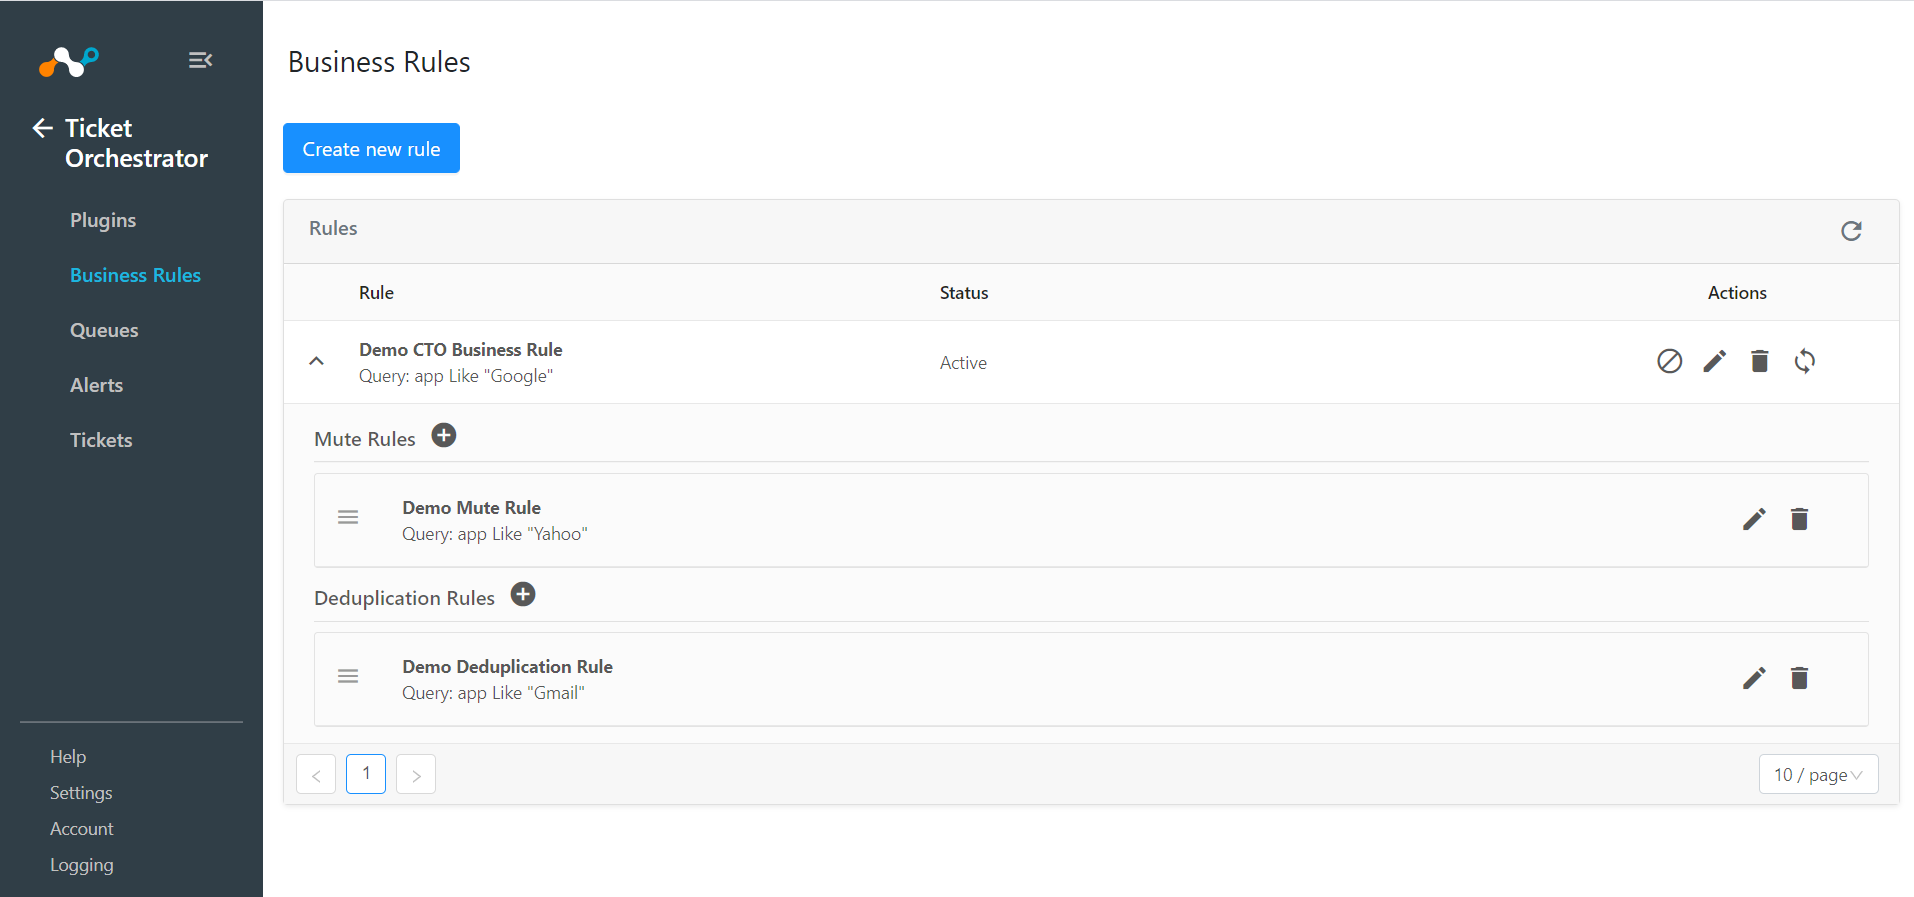 Ticket
Orchestrator
Plugins
Business Rules
Queues
Alerts
Tickets
Help
Settings
Account
Logging
Business Rules
Create new rule
Rules
Rule Status Actions
Demo CTO Business Rule
Query: app Like "Google"
Active
Mute Rules
Demo Mute Rule
Query: app Like "Yahoo"
Deduplication Rules
Demo Deduplication Rule
Query: app Like "Gmail"
1
10 / page